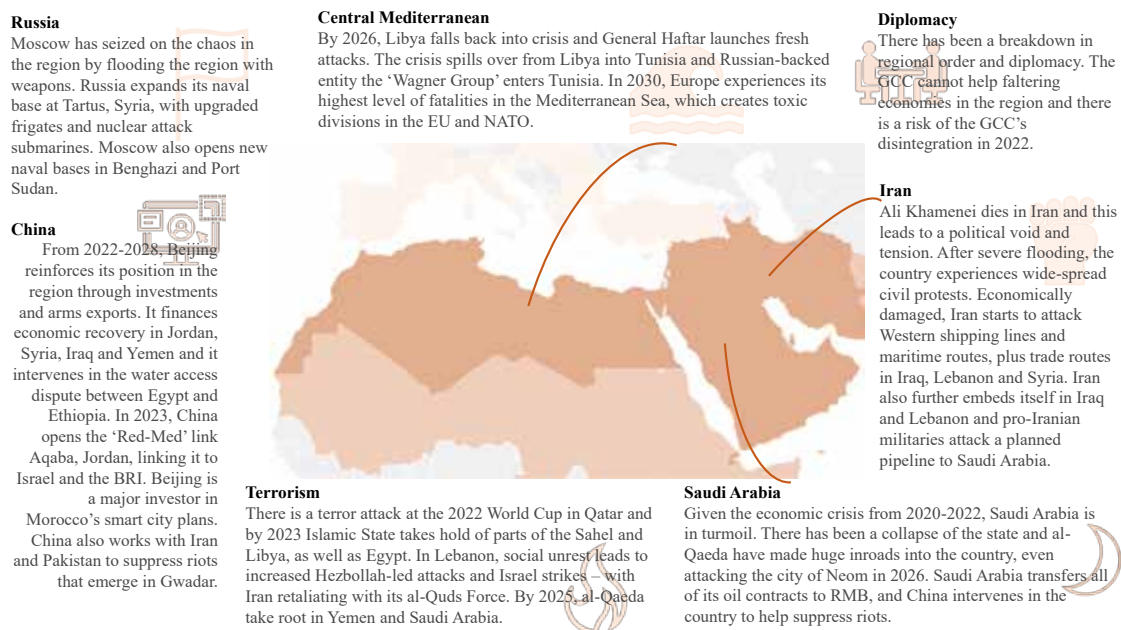 Russia
Moscow has seized on the chaos in
the region by flooding the region with
weapons. Russia expands its naval
base at Tartus, Syria, with upgraded
frigates and nuclear attack
submarines. Moscow also opens new
naval bases in Benghazi and Port
Sudan.
China
From 2022-2028, Beijing
reinforces its position in the
region through investments
and arms exports. It finances
economic recovery in Jordan,
Syria, Iraq and Yemen and it
intervenes in the water access
dispute between Egypt and
Ethiopia. In 2023, China
opens the ‘Red-Med’ link
Aqaba, Jordan, linking it to
Israel and the BRI. Beijing is
a major investor in
Morocco’s smart city plans.
China also works with Iran
and Pakistan to suppress riots
that emerge in Gwadar.
Central Mediterranean
By 2026, Libya falls back into crisis and General Haftar launches fresh
attacks. The crisis spills over from Libya into Tunisia and Russian-backed
entity the ‘Wagner Group’ enters Tunisia. In 2030, Europe experiences its
highest level of fatalities in the Mediterranean Sea, which creates toxic
divisions in the EU and NATO.
Diplomacy
There has been a breakdown in
regional order and diplomacy. The
GCC cannot help faltering
economies in the region and there
is a risk of the GCC’s
disintegration in 2022.
Iran
Ali Khamenei dies in Iran and this
leads to a political void and
tension. After severe flooding, the
country experiences wide-spread
civil protests. Economically
damaged, Iran starts to attack
Western shipping lines and
maritime routes, plus trade routes
in Iraq, Lebanon and Syria. Iran
also further embeds itself in Iraq
and Lebanon and pro-Iranian
militaries attack a planned
pipeline to Saudi Arabia.
Terrorism
There is a terror attack at the 2022 World Cup in Qatar and
by 2023 Islamic State takes hold of parts of the Sahel and
Libya, as well as Egypt. In Lebanon, social unrest leads to
increased Hezbollah-led attacks and Israel strikes – with
Iran retaliating with its al-Quds Force. By 2025, al-Qaeda
take root in Yemen and Saudi Arabia.
Saudi Arabia
Given the economic crisis from 2020-2022, Saudi Arabia is
in turmoil. There has been a collapse of the state and al-
Qaeda have made huge inroads into the country, even
attacking the city of Neom in 2026. Saudi Arabia transfers all
of its oil contracts to RMB, and China intervenes in the
country to help suppress riots.